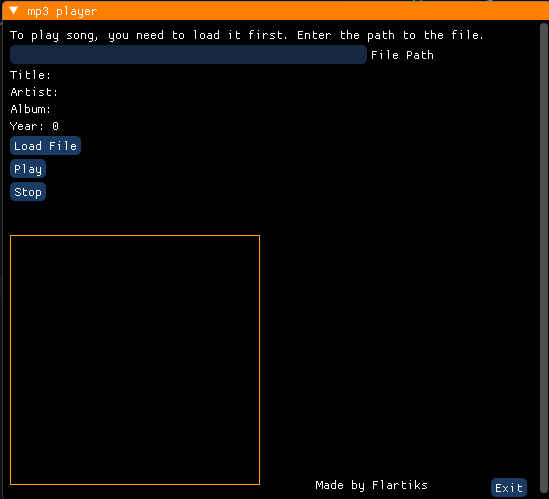 mp3 player
To play song, you need to load it first. Enter the path to the file.
File Path
Title:
Artist:
Album:
Year: 0
Load File
Play
Stop
Made by Flartiks
Exit